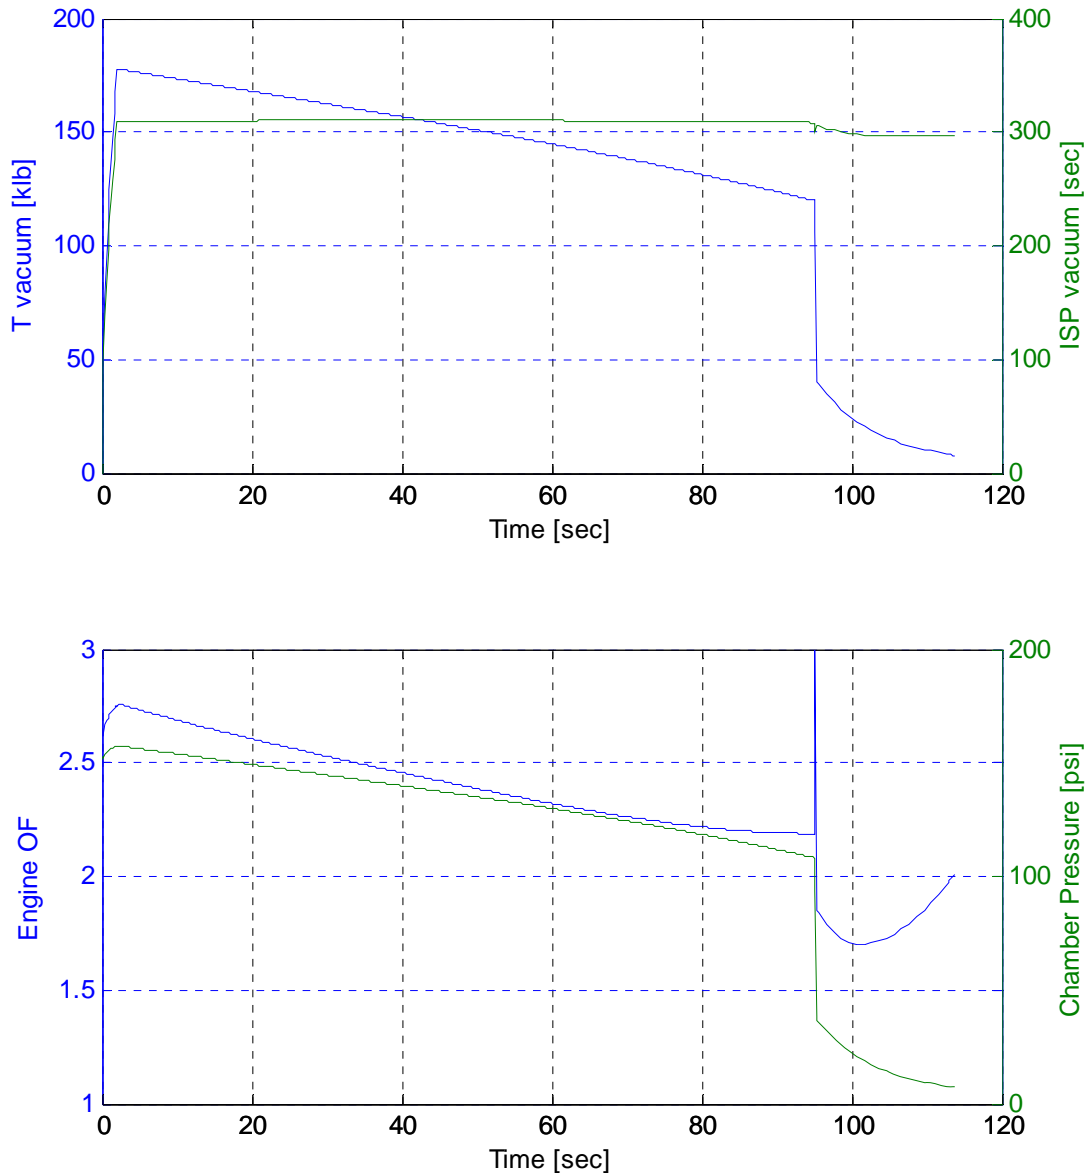 200
400
150
300
100
200
50
100
0
0
0 20 40 60 80 100 120
T vacuum [klb]
ISP vacuum [sec]
Time [sec]
3
200
2.5
2
100
1.5
1
0
0 20 40 60 80 100 120
Engine OF
Chamber Pressure [psi]
Time [sec]